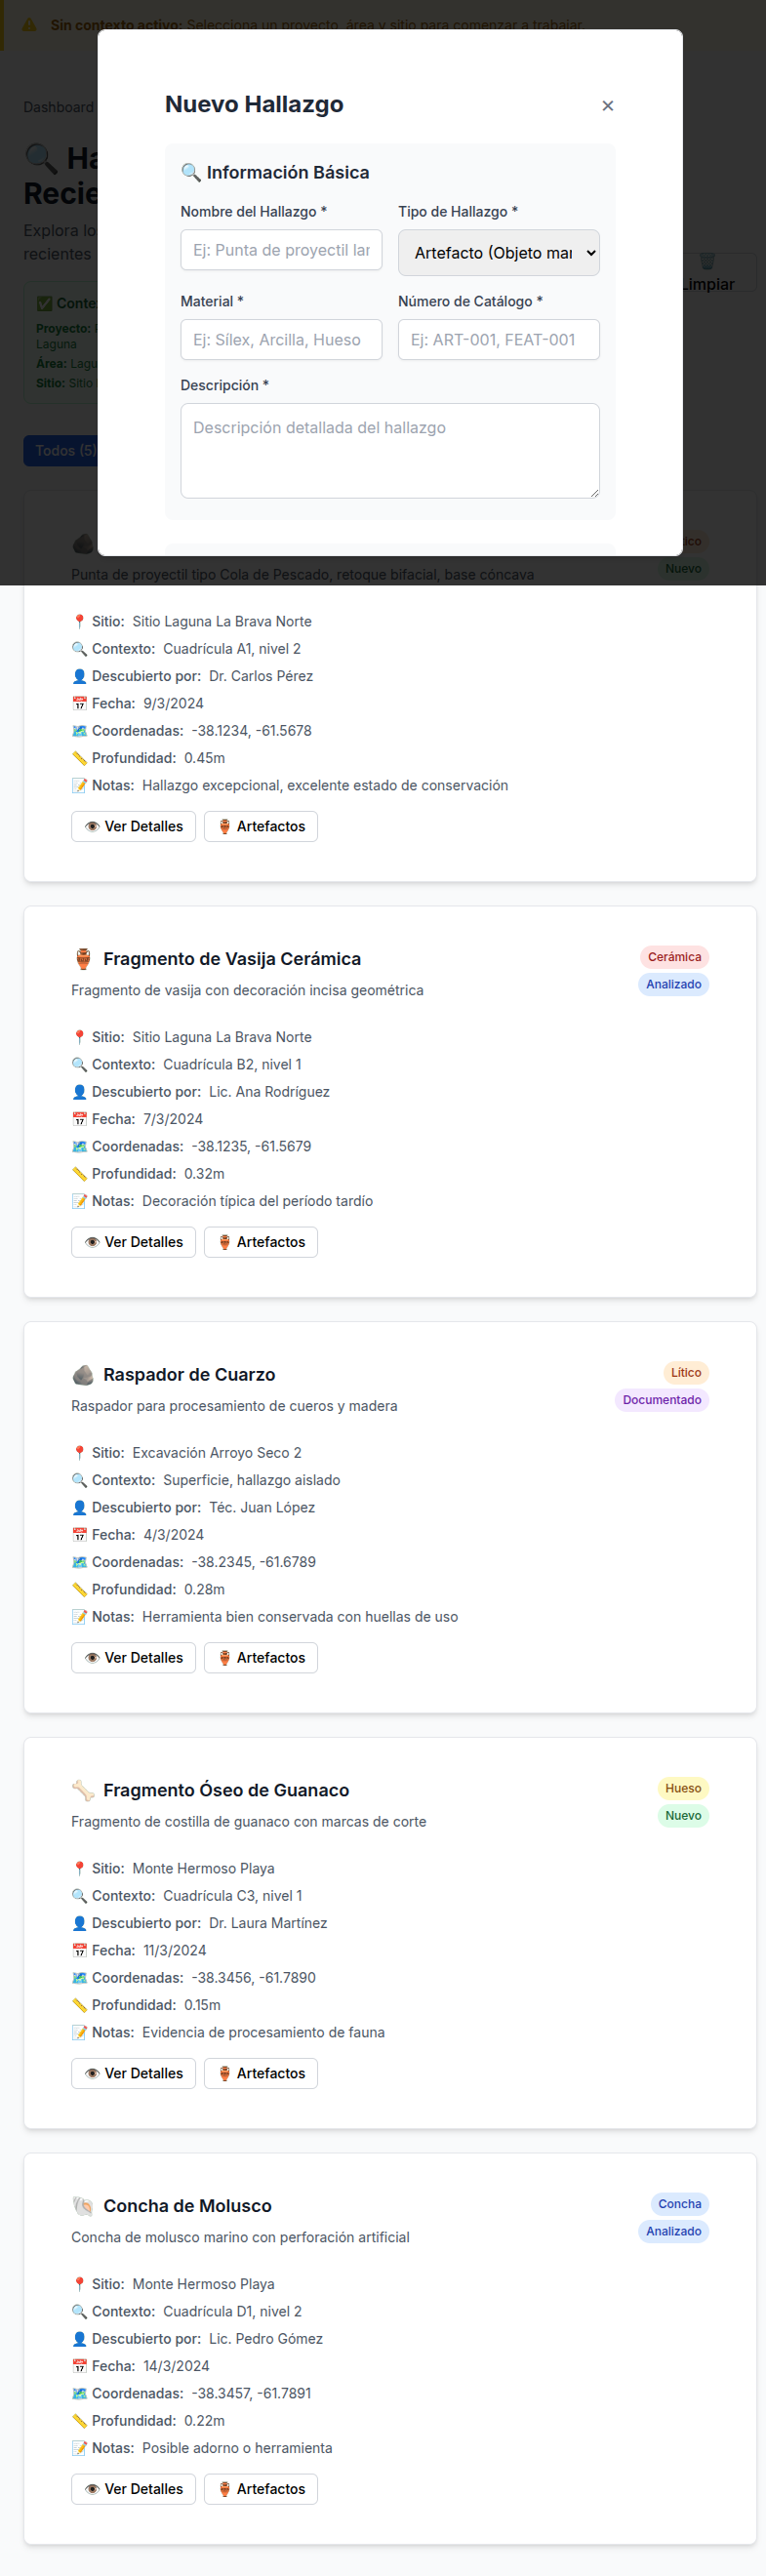 Sin contexto activo: Selecciona un proyecto, área y sitio para comenzar a trabajar.
Dashboard
Nuevo Hallazgo
×
🔍 Información Básica
Nombre del Hallazgo *
Tipo de Hallazgo *
Ej: Punta de proyectil lar
Artefacto (Objeto mar
Material *
Número de Catálogo *
Ej: Sílex, Arcilla, Hueso
Ej: ART-001, FEAT-001
Descripción *
Descripción detallada del hallazgo
🔍 Ha
Recie
Explora lo
recientes
🗑️
Limpiar
✅ Conte
Proyecto:
Laguna
Área: Lagu
Sitio: Sitio
Todos (5)
tico
Nuevo
Punta de proyectil tipo Cola de Pescado, retoque bifacial, base cóncava
📍 Sitio: Sitio Laguna La Brava Norte
🔍 Contexto: Cuadrícula A1, nivel 2
👤 Descubierto por: Dr. Carlos Pérez
📅 Fecha: 9/3/2024
🗺️ Coordenadas: -38.1234, -61.5678
📏 Profundidad: 0.45m
📝 Notas: Hallazgo excepcional, excelente estado de conservación
👁️ Ver Detalles
🏺 Artefactos
🏺 Fragmento de Vasija Cerámica
Cerámica
Analizado
Fragmento de vasija con decoración incisa geométrica
📍 Sitio: Sitio Laguna La Brava Norte
🔍 Contexto: Cuadrícula B2, nivel 1
👤 Descubierto por: Lic. Ana Rodríguez
📅 Fecha: 7/3/2024
🗺️ Coordenadas: -38.1235, -61.5679
📏 Profundidad: 0.32m
📝 Notas: Decoración típica del período tardío
👁️ Ver Detalles
🏺 Artefactos
🪨 Raspador de Cuarzo
Lítico
Documentado
Raspador para procesamiento de cueros y madera
📍 Sitio: Excavación Arroyo Seco 2
🔍 Contexto: Superficie, hallazgo aislado
👤 Descubierto por: Téc. Juan López
📅 Fecha: 4/3/2024
🗺️ Coordenadas: -38.2345, -61.6789
📏 Profundidad: 0.28m
📝 Notas: Herramienta bien conservada con huellas de uso
👁️ Ver Detalles
🏺 Artefactos
🦴 Fragmento Óseo de Guanaco
Hueso
Nuevo
Fragmento de costilla de guanaco con marcas de corte
📍 Sitio: Monte Hermoso Playa
🔍 Contexto: Cuadrícula C3, nivel 1
👤 Descubierto por: Dr. Laura Martínez
📅 Fecha: 11/3/2024
🗺️ Coordenadas: -38.3456, -61.7890
📏 Profundidad: 0.15m
📝 Notas: Evidencia de procesamiento de fauna
👁️ Ver Detalles
🏺 Artefactos
🐚 Concha de Molusco
Concha
Analizado
Concha de molusco marino con perforación artificial
📍 Sitio: Monte Hermoso Playa
🔍 Contexto: Cuadrícula D1, nivel 2
👤 Descubierto por: Lic. Pedro Gómez
📅 Fecha: 14/3/2024
🗺️ Coordenadas: -38.3457, -61.7891
📏 Profundidad: 0.22m
📝 Notas: Posible adorno o herramienta
👁️ Ver Detalles
🏺 Artefactos